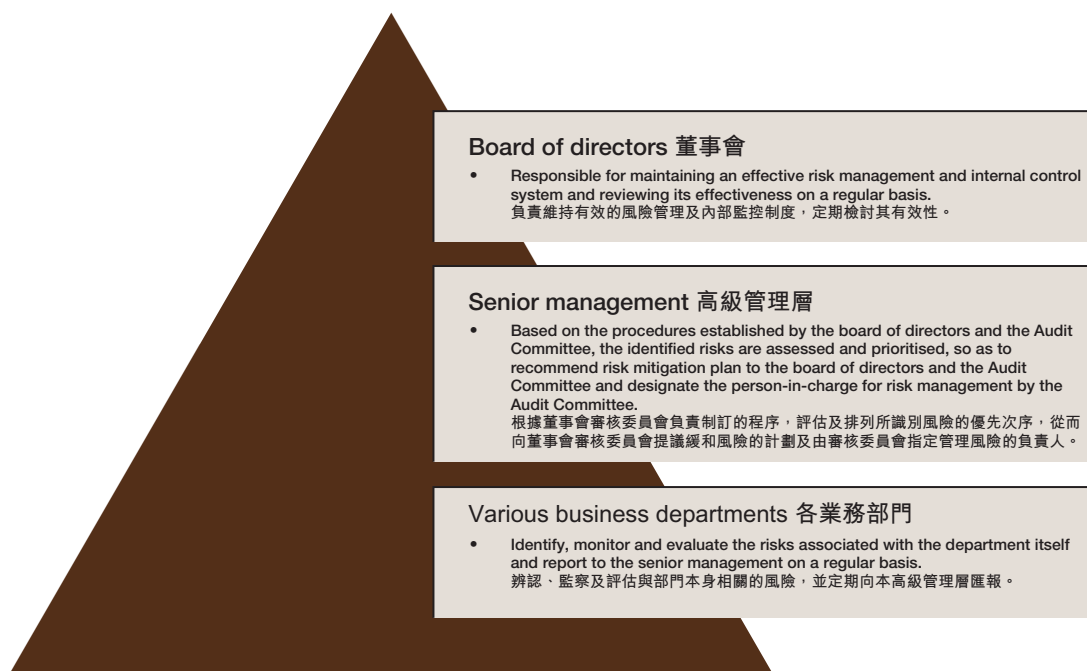 Board of directors 董事會
• Responsible for maintaining an effective risk management and internal control
system and reviewing its effectiveness on a regular basis.
負責維持有效的風險管理及內部監控制度，定期檢討其有效性。
Senior management 高級管理層
• Based on the procedures established by the board of directors and the Audit
Committee, the identified risks are assessed and prioritised, so as to
recommend risk mitigation plan to the board of directors and the Audit
Committee and designate the person-in-charge for risk management by the
Audit Committee.
根據董事會審核委員會負責制訂的程序，評估及排列所識別風險的優先次序，從而
向董事會審核委員會提議緩和風險的計劃及由審核委員會指定管理風險的負責人。
Various business departments 各業務部門
• Identify, monitor and evaluate the risks associated with the department itself
and report to the senior management on a regular basis.
辨認、監察及評估與部門本身相關的風險，並定期向本高級管理層匯報。